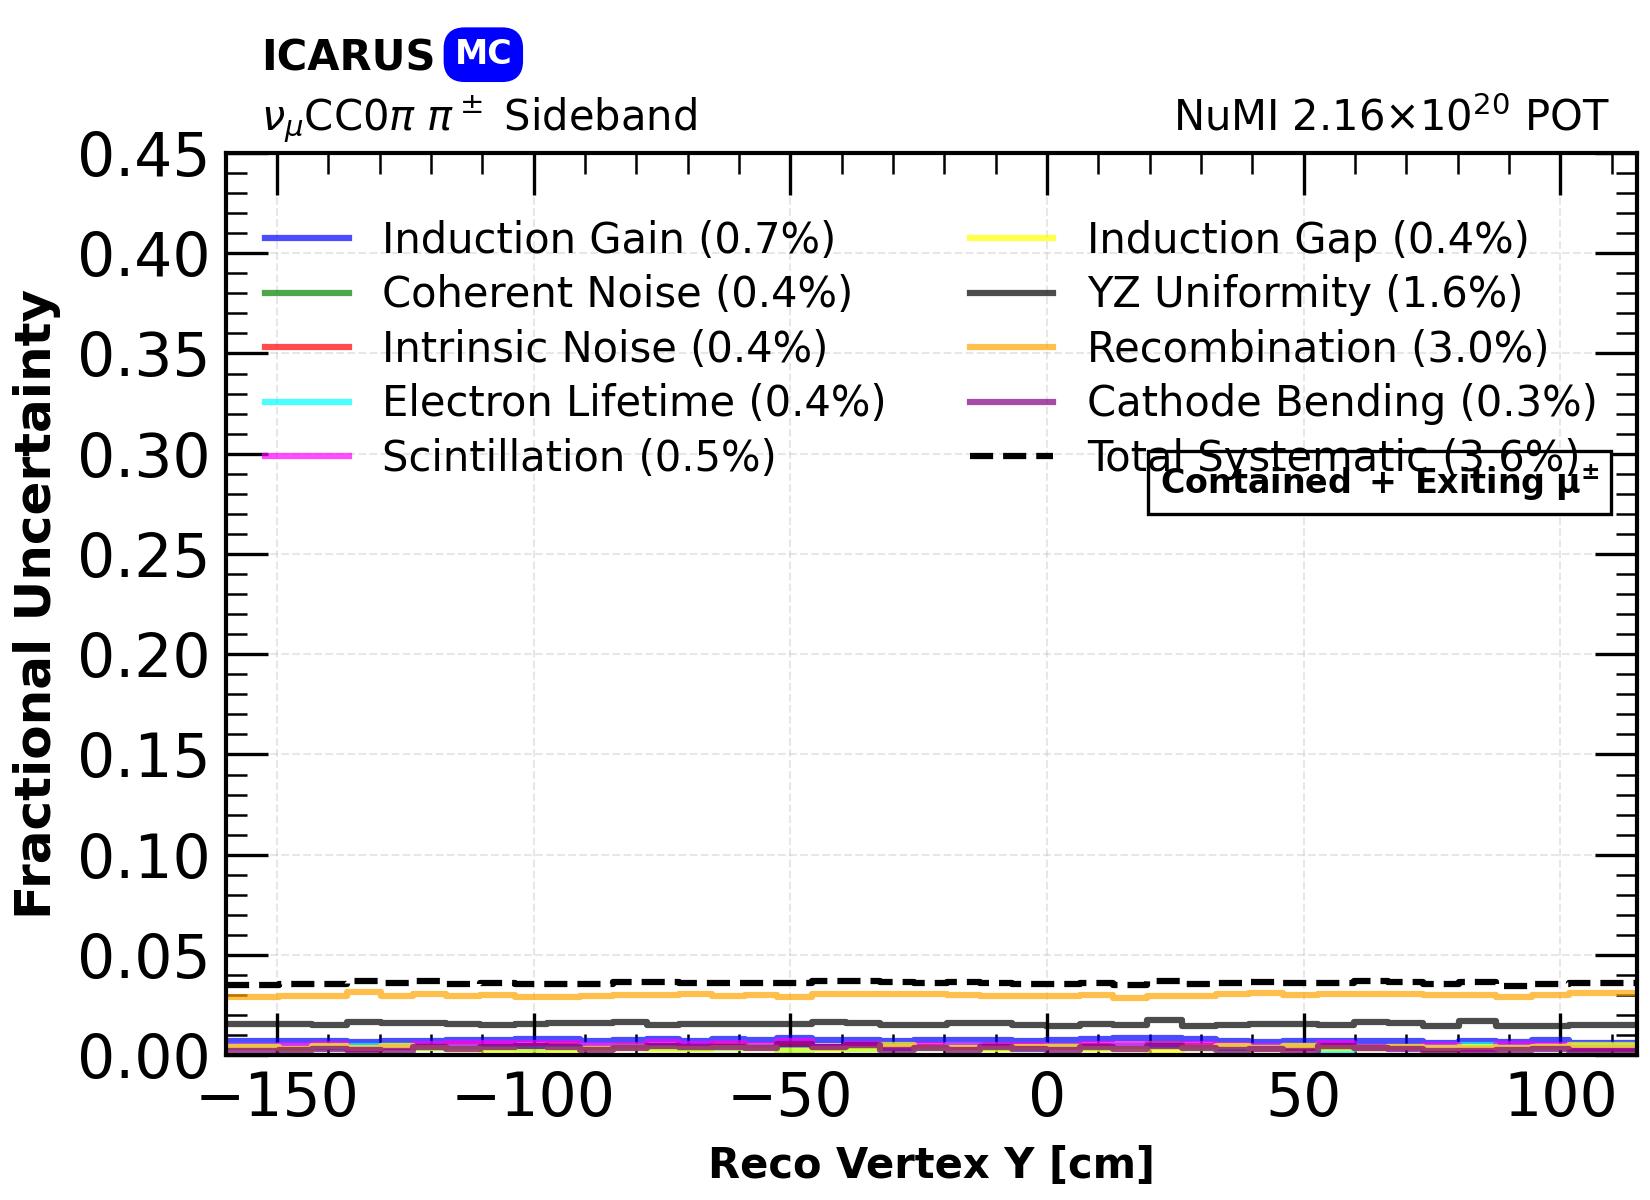 ICARUS MC
νμCC0π π± Sideband
NuMI 2.16×10²⁰ POT
0.45
0.40
0.35
0.30
0.25
0.20
0.15
0.10
0.05
0.00
Fractional Uncertainty
Induction Gain (0.7%)
Coherent Noise (0.4%)
Intrinsic Noise (0.4%)
Electron Lifetime (0.4%)
Scintillation (0.5%)
Induction Gap (0.4%)
YZ Uniformity (1.6%)
Recombination (3.0%)
Cathode Bending (0.3%)
Total Systematic (3.6%)
Contained + Exiting μ±
−150 −100 −50 0 50 100
Reco Vertex Y [cm]